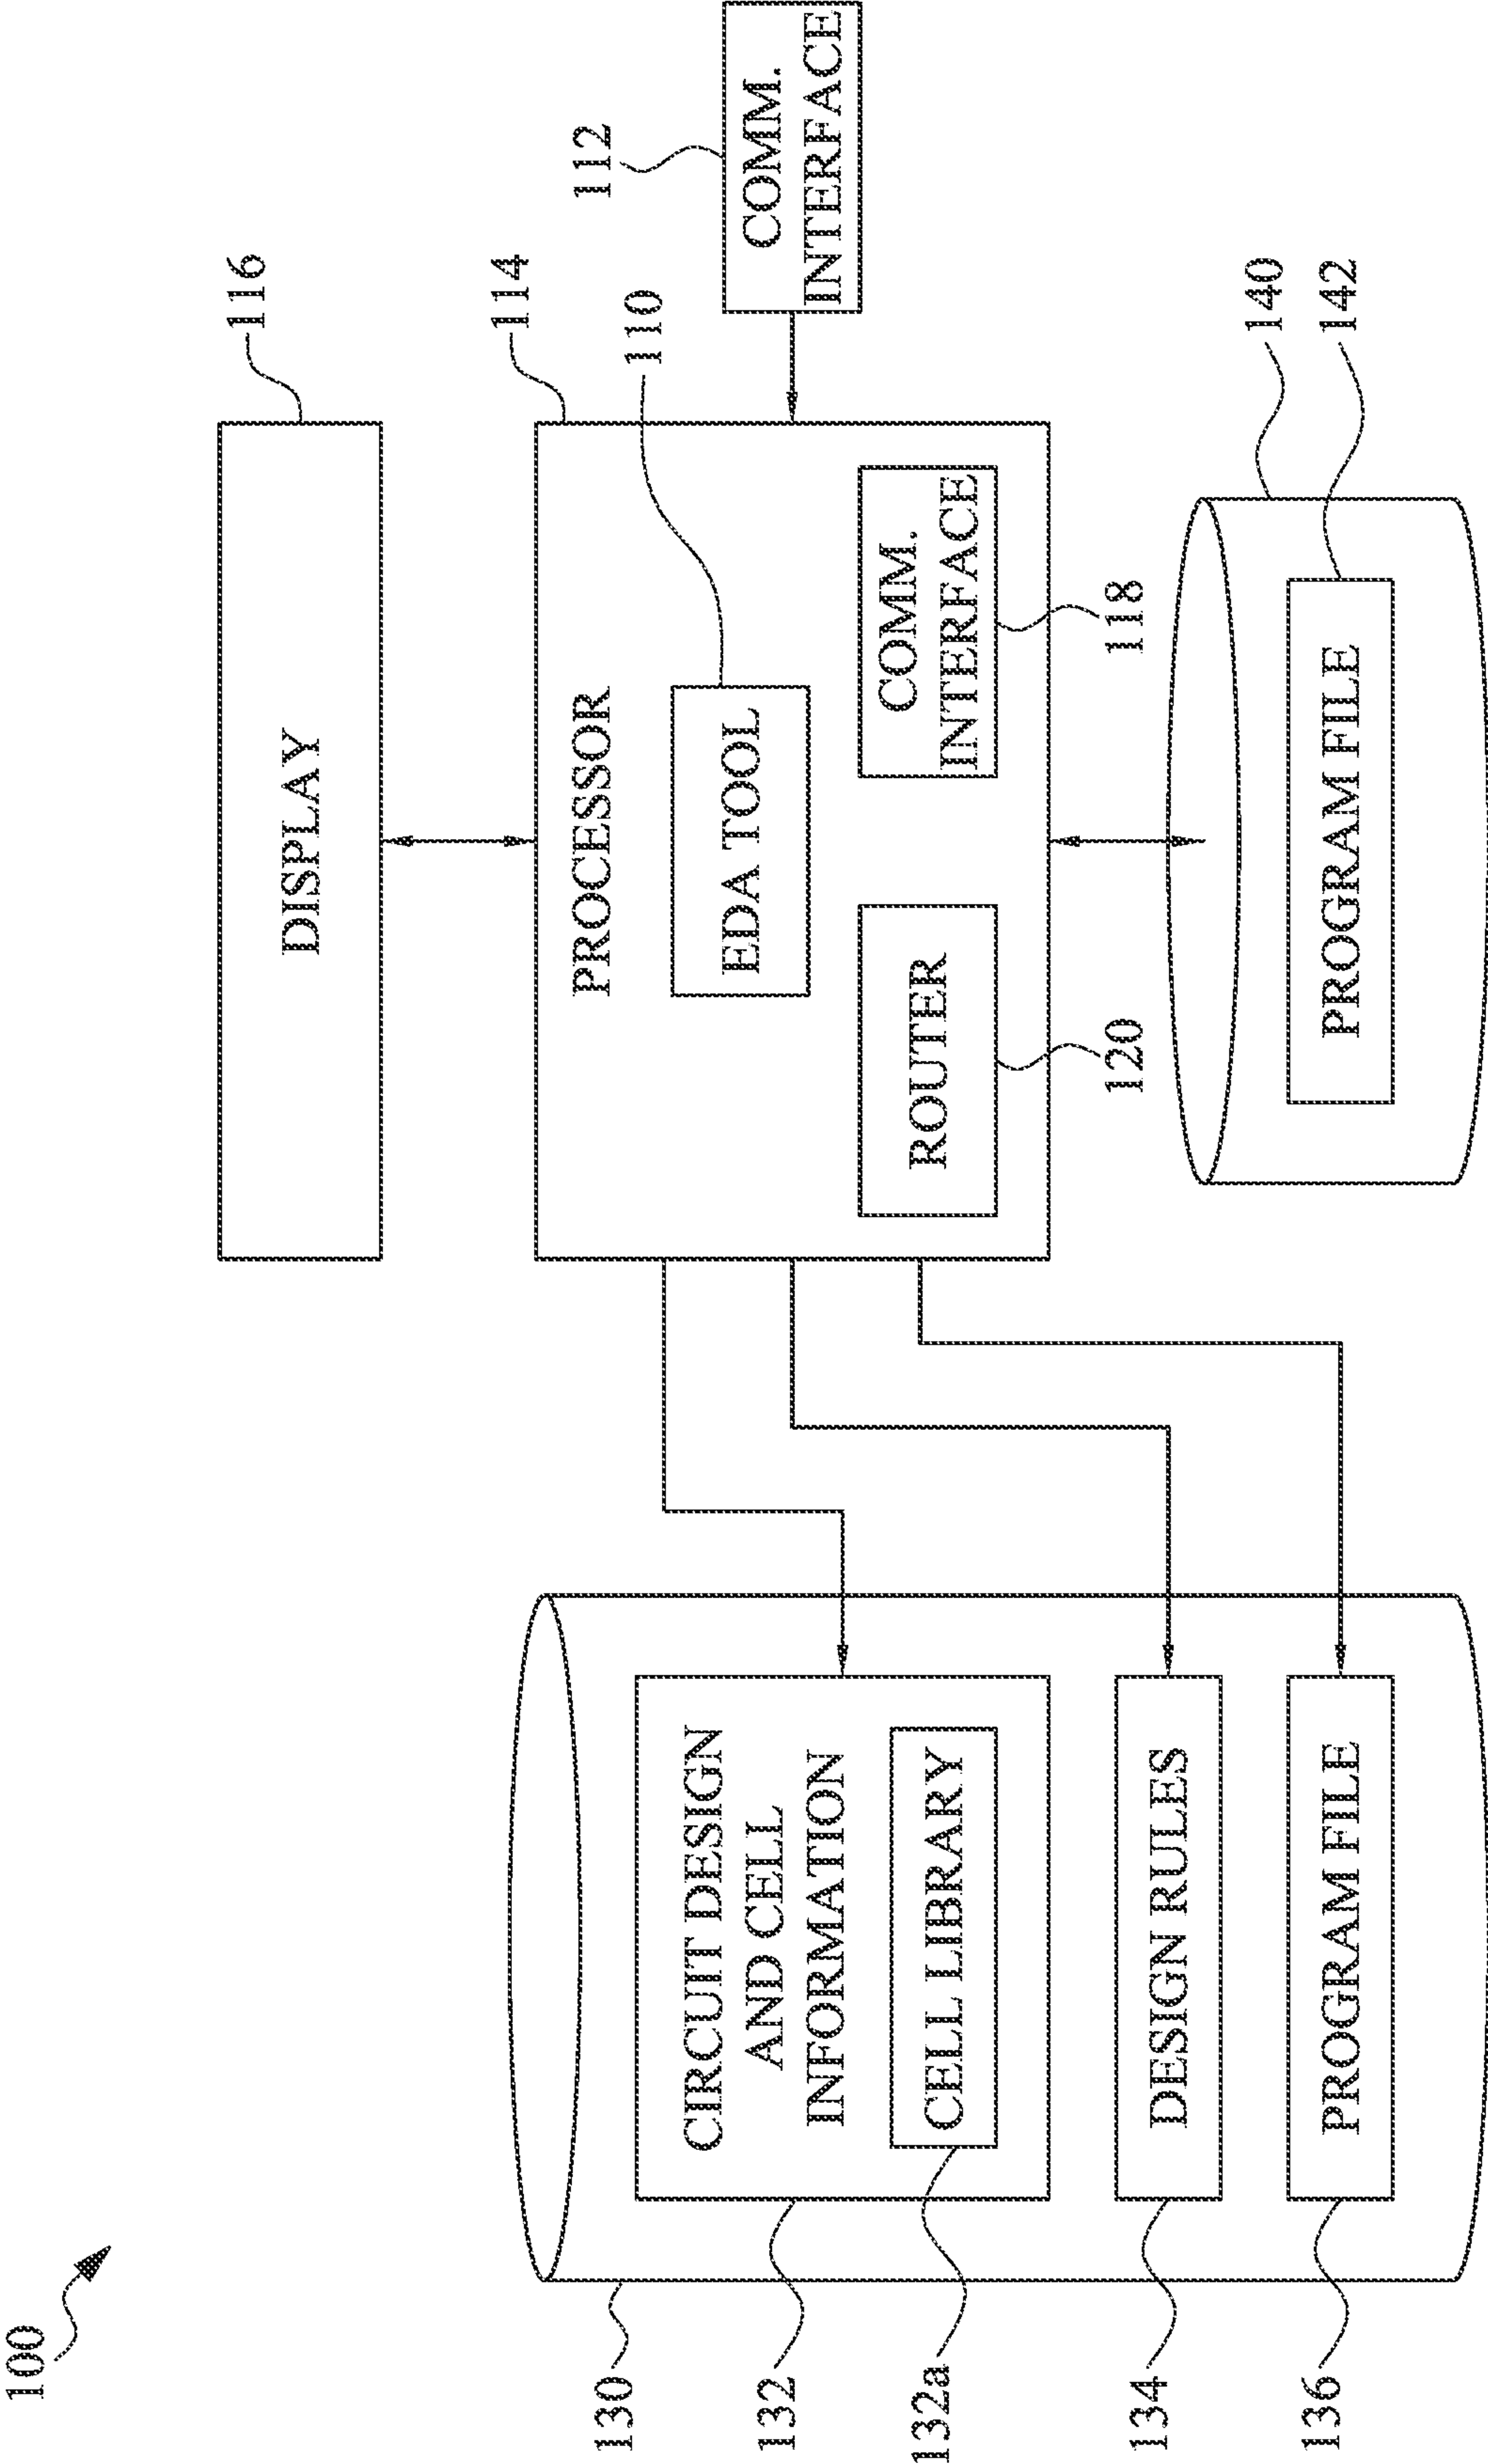 100
DISPLAY
116
PROCESSOR
114
EDA TOOL
110
ROUTER
120
COMM.
INTERFACE
118
COMM.
INTERFACE
112
130
CIRCUIT DESIGN
AND CELL
INFORMATION
132
CELL LIBRARY
132a
DESIGN RULES
134
PROGRAM FILE
136
140
PROGRAM FILE
142